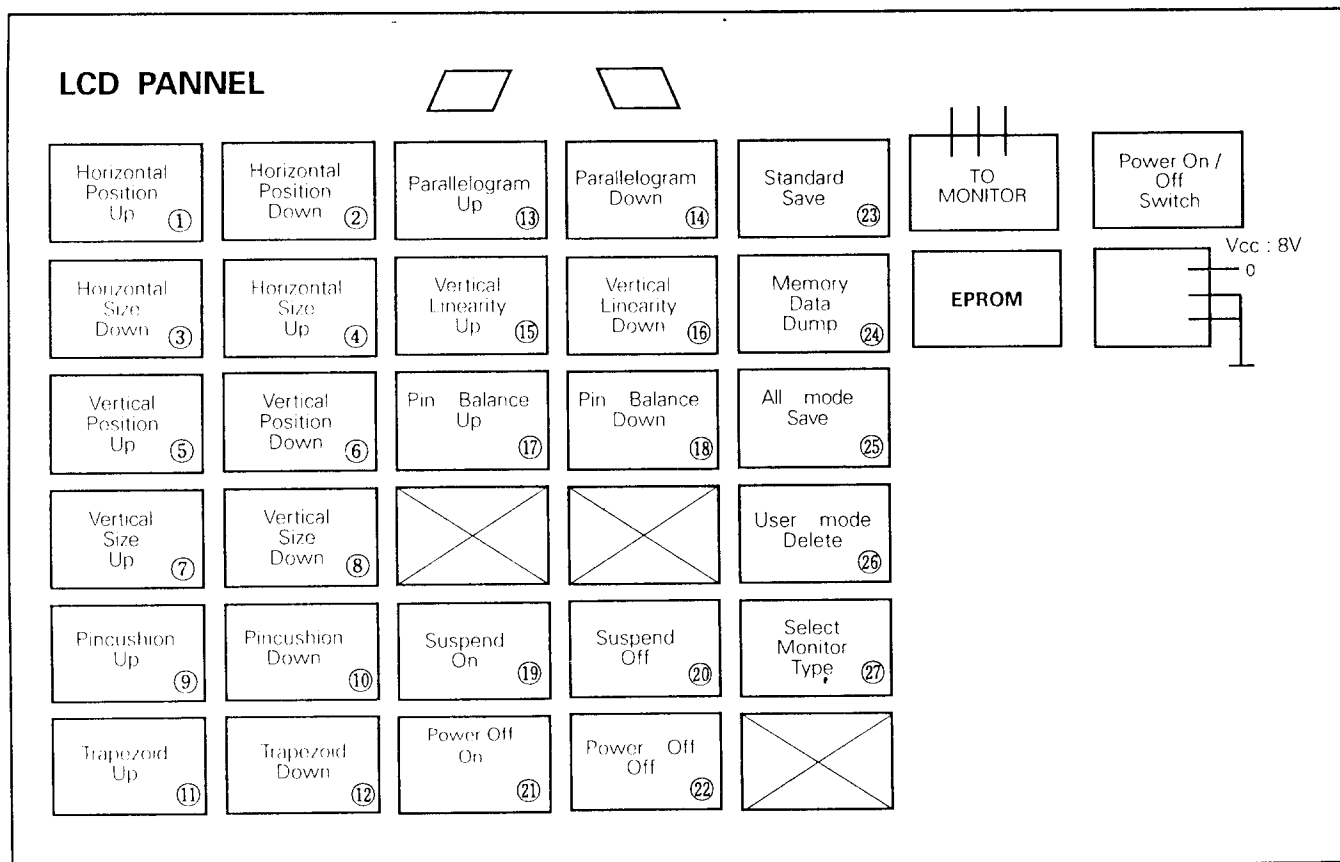 LCD PANNEL
Horizontal
Position
Up ①
Horizontal
Position
Down ②
Parallelogram
Up ⑬
Parallelogram
Down ⑭
Standard
Save ㉓
TO
MONITOR
Power On /
Off
Switch
Horizontal
Size
Down ③
Horizontal
Size
Up ④
Vertical
Linearity
Up ⑮
Vertical
Linearity
Down ⑯
Memory
Data
Dump ㉔
EPROM
Vcc : 8V
0
Vertical
Position
Up ⑤
Vertical
Position
Down ⑥
Pin Balance
Up ⑰
Pin Balance
Down ⑱
All mode
Save ㉕
Vertical
Size
Up ⑦
Vertical
Size
Down ⑧
User mode
Delete ㉖
Pincushion
Up ⑨
Pincushion
Down ⑩
Suspend
On ⑲
Suspend
Off ⑳
Select
Monitor
Type ㉗
Trapezoid
Up ⑪
Trapezoid
Down ⑫
Power Off
On ㉑
Power Off
Off ㉒